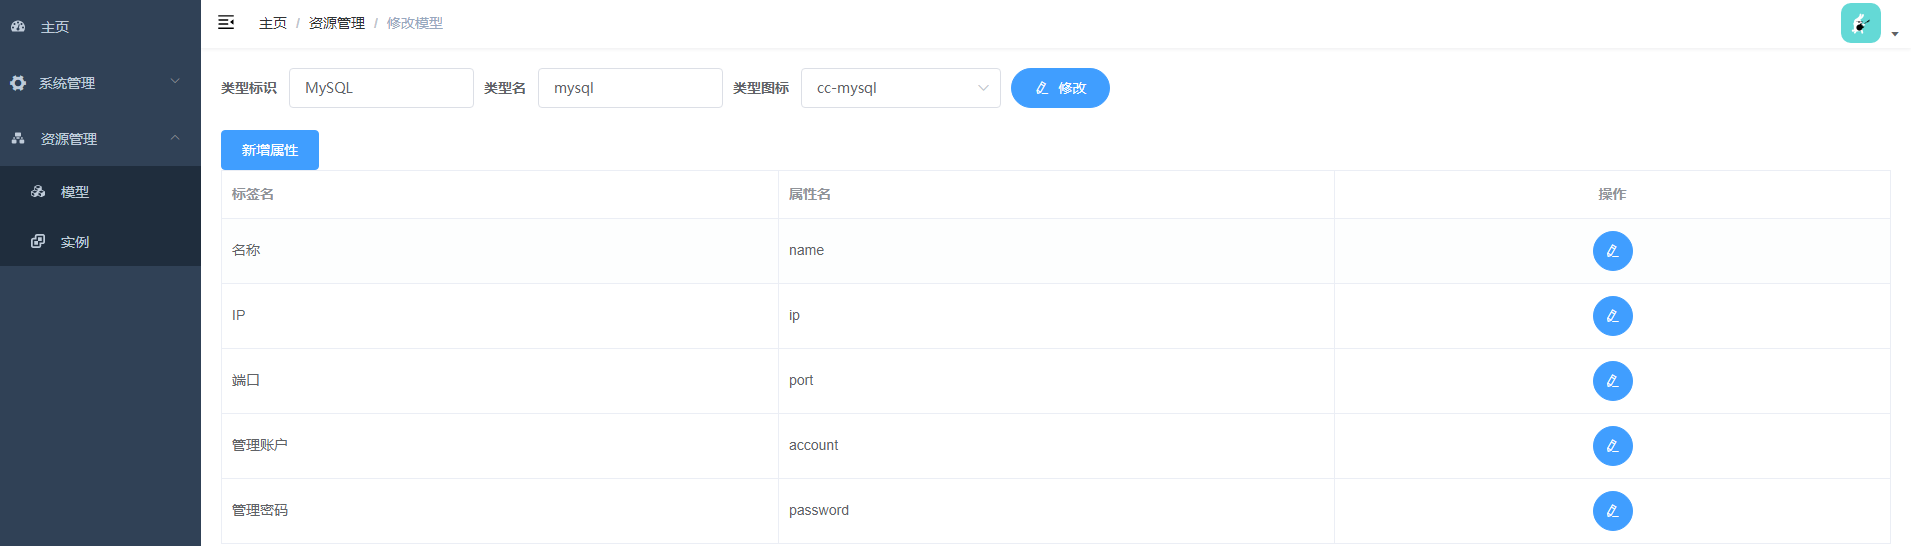 主页
系统管理
资源管理
模型
实例
主页 / 资源管理 / 修改模型
类型标识 MySQL 类型名 mysql 类型图标 cc-mysql 修改
新增属性
标签名 属性名 操作
名称 name
IP ip
端口 port
管理账户 account
管理密码 password